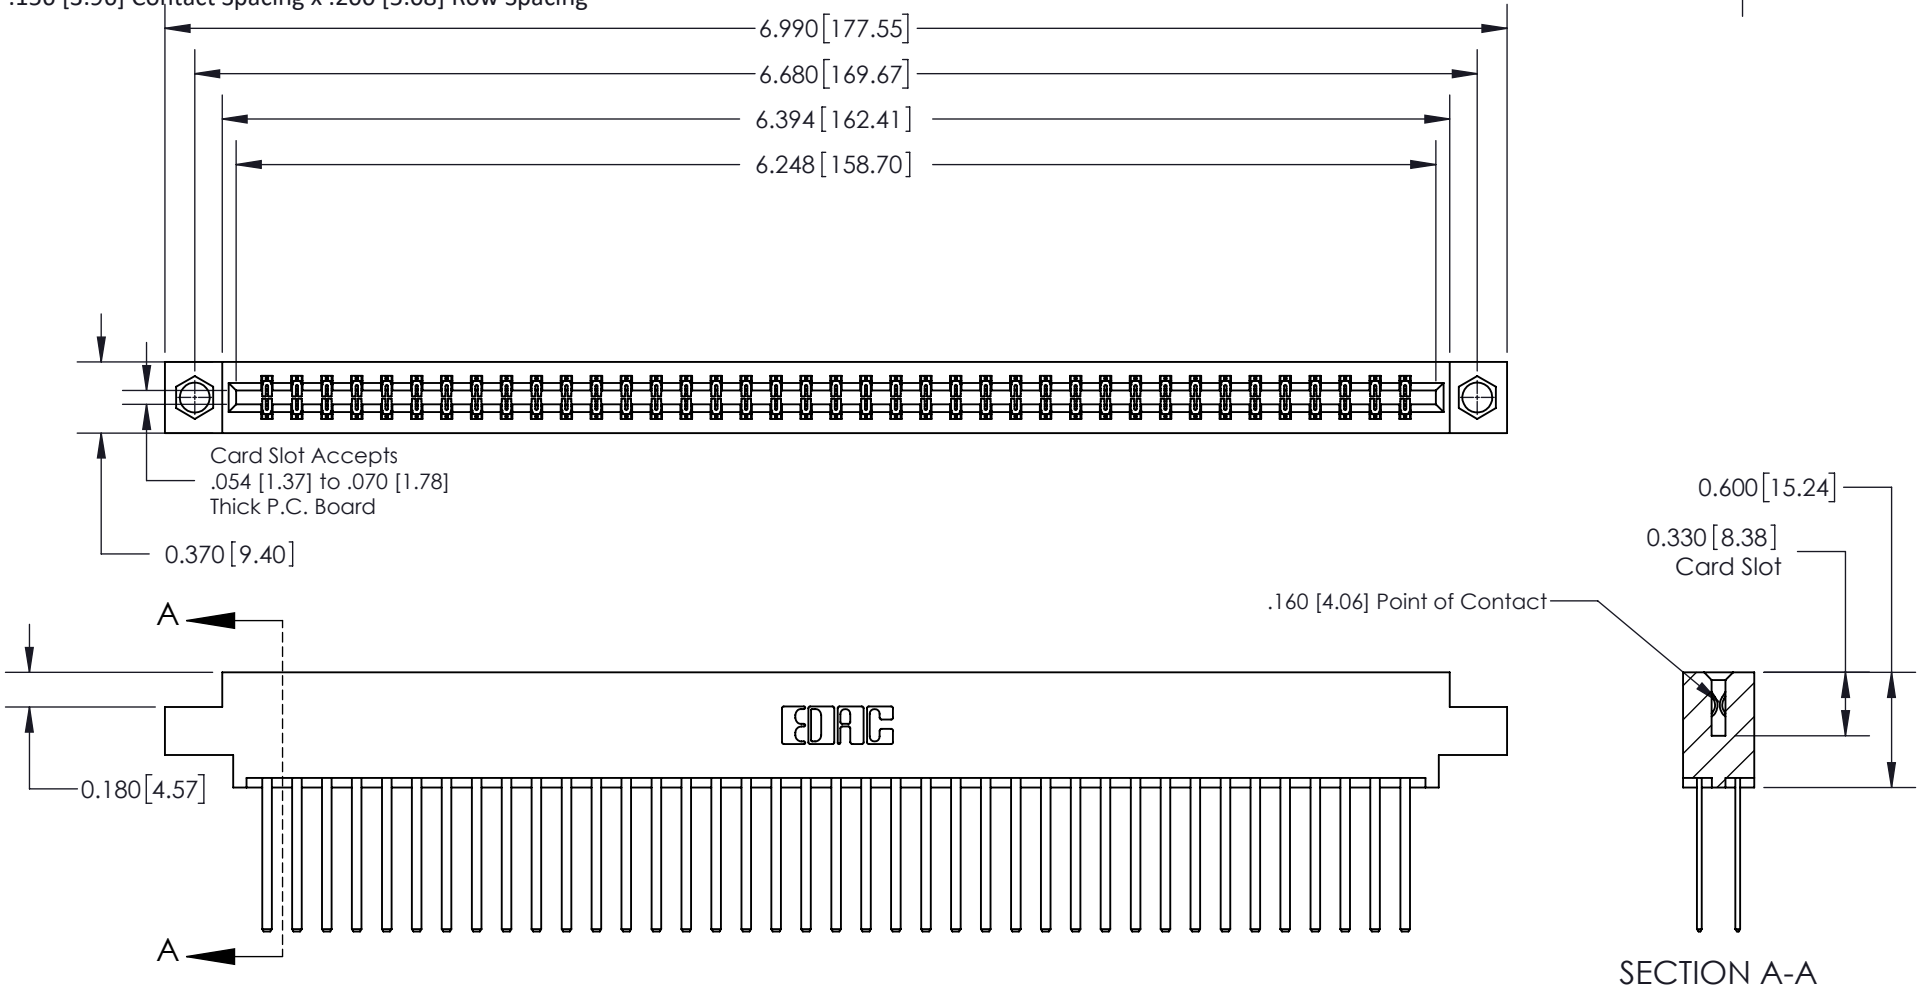 .156 [3.96] Contact Spacing x .200 [5.08] Row Spacing
6.990[177.55]
6.680[169.67]
6.394[162.41]
6.248[158.70]
Card Slot Accepts
.054 [1.37] to .070 [1.78]
Thick P.C. Board
0.370[9.40]
0.600[15.24]
0.330[8.38]
Card Slot
.160 [4.06] Point of Contact
A
EDAC
0.180[4.57]
A
SECTION A-A